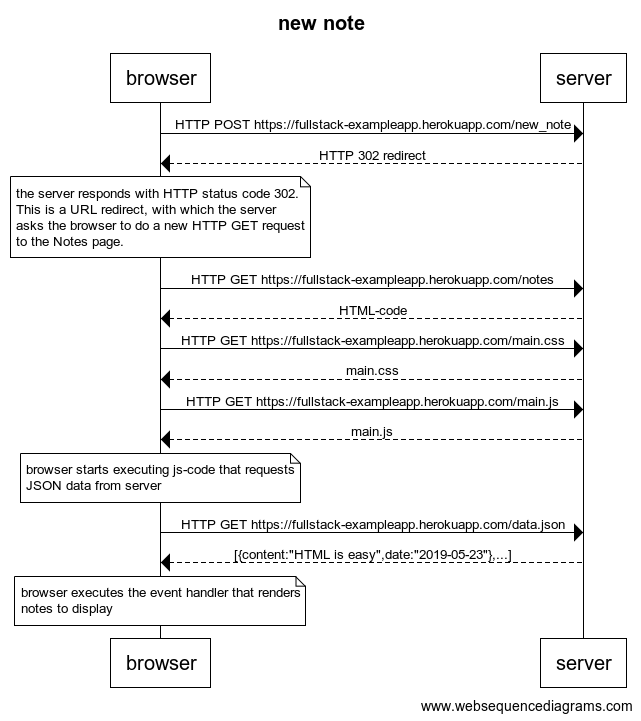 new note
browser
server
HTTP POST https://fullstack-exampleapp.herokuapp.com/new_note
HTTP 302 redirect
the server responds with HTTP status code 302.
This is a URL redirect, with which the server
asks the browser to do a new HTTP GET request
to the Notes page.
HTTP GET https://fullstack-exampleapp.herokuapp.com/notes
HTML-code
HTTP GET https://fullstack-exampleapp.herokuapp.com/main.css
main.css
HTTP GET https://fullstack-exampleapp.herokuapp.com/main.js
main.js
browser starts executing js-code that requests
JSON data from server
HTTP GET https://fullstack-exampleapp.herokuapp.com/data.json
[{content:"HTML is easy",date:"2019-05-23"},...]
browser executes the event handler that renders
notes to display
browser
server
www.websequencediagrams.com